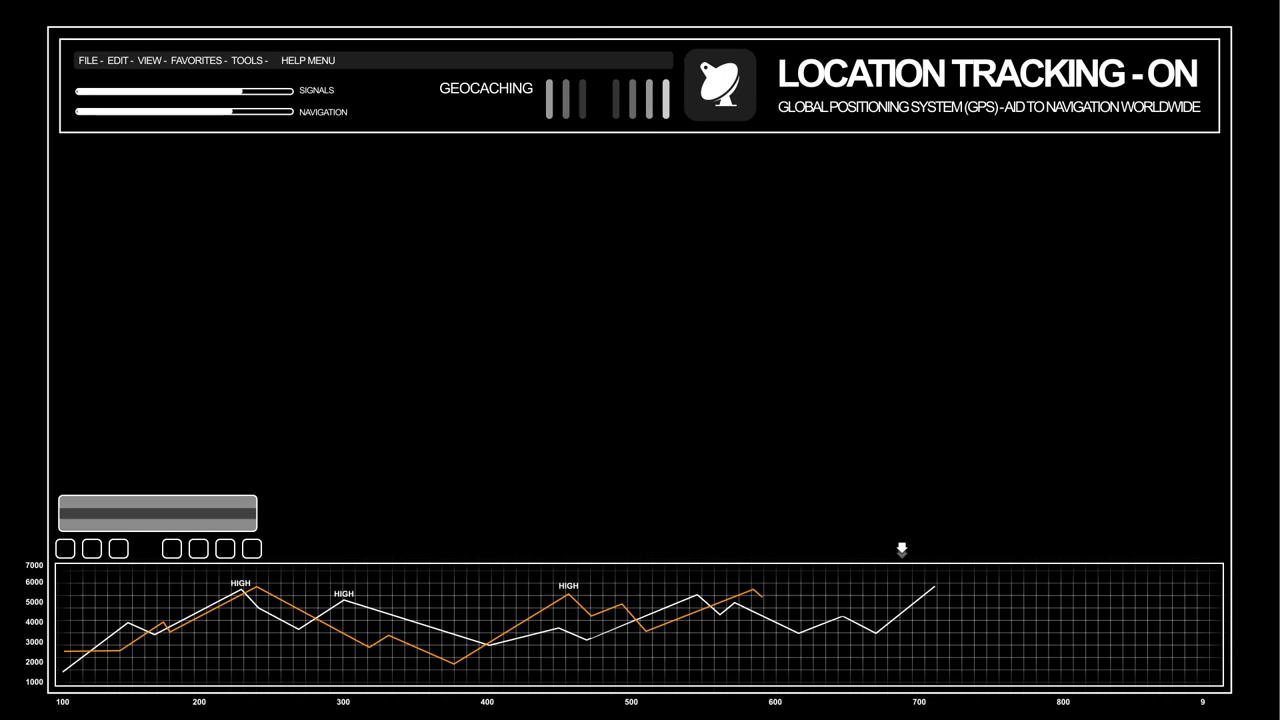 FILE - EDIT - VIEW - FAVORITES - TOOLS - HELP MENU
SIGNALS
NAVIGATION
GEOCACHING
LOCATION TRACKING - ON
GLOBAL POSITIONING SYSTEM (GPS) - AID TO NAVIGATION WORLDWIDE
7000
6000
5000
4000
3000
2000
1000
HIGH
HIGH
HIGH
100 200 300 400 500 600 700 800 9